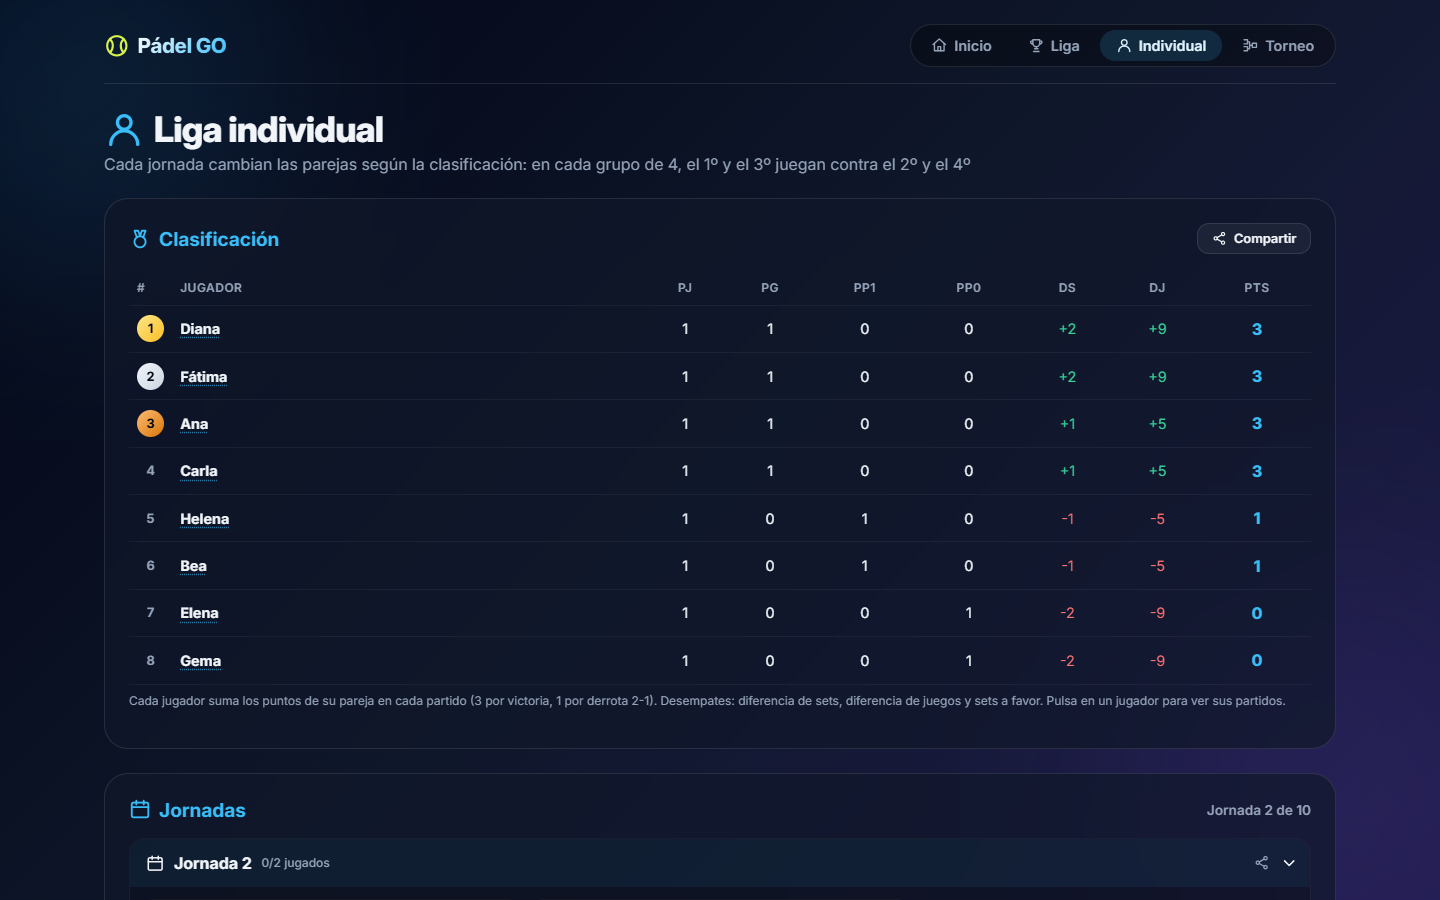 Pádel GO
Inicio Liga Individual Torneo
Liga individual
Cada jornada cambian las parejas según la clasificación: en cada grupo de 4, el 1º y el 3º juegan contra el 2º y el 4º
Clasificación
Compartir
# JUGADOR PJ PG PP1 PP0 DS DJ PTS
1 Diana 1 1 0 0 +2 +9 3
2 Fátima 1 1 0 0 +2 +9 3
3 Ana 1 1 0 0 +1 +5 3
4 Carla 1 1 0 0 +1 +5 3
5 Helena 1 0 1 0 -1 -5 1
6 Bea 1 0 1 0 -1 -5 1
7 Elena 1 0 0 1 -2 -9 0
8 Gema 1 0 0 1 -2 -9 0
Cada jugador suma los puntos de su pareja en cada partido (3 por victoria, 1 por derrota 2-1). Desempates: diferencia de sets, diferencia de juegos y sets a favor. Pulsa en un jugador para ver sus partidos.
Jornadas
Jornada 2 de 10
Jornada 2 0/2 jugados